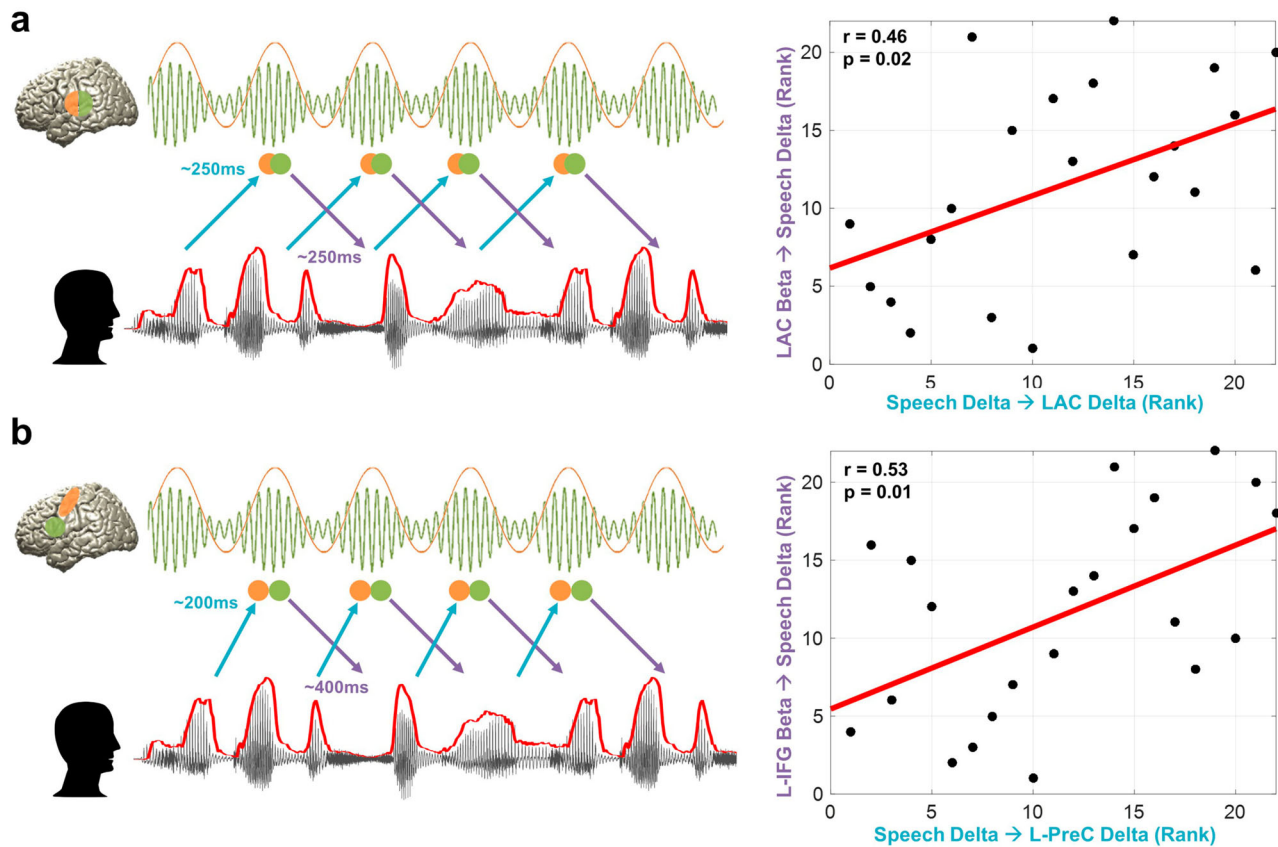 a
~250ms
~250ms
r = 0.46
p = 0.02
LAC Beta → Speech Delta (Rank)
20
15
10
5
0
0 5 10 15 20
Speech Delta → LAC Delta (Rank)
b
~200ms
~400ms
r = 0.53
p = 0.01
L-IFG Beta → Speech Delta (Rank)
20
15
10
5
0
0 5 10 15 20
Speech Delta → L-PreC Delta (Rank)